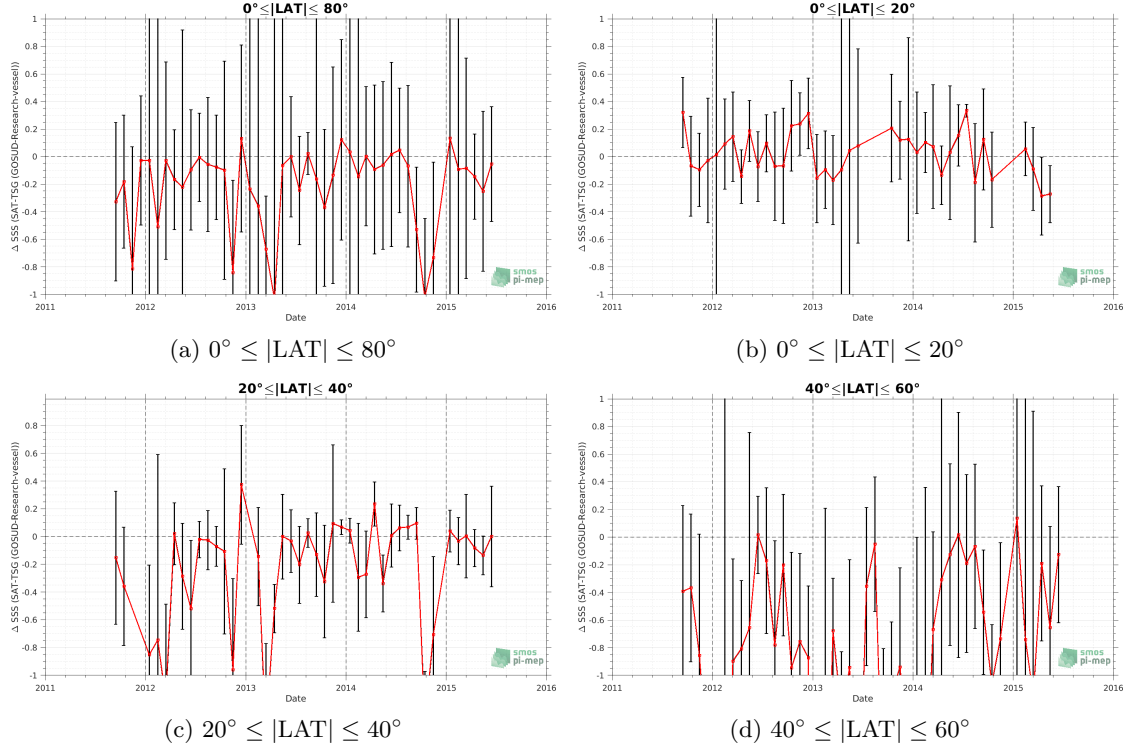 0°≤|LAT|≤ 80°
Δ SSS (SAT-TSG (GOSUD-Research-vessel))
1
0.8
0.6
0.4
0.2
0
-0.2
-0.4
-0.6
-0.8
-1
2011 2012 2013 2014 2015 2016
Date
smos
pi-mep
(a) 0° ≤ |LAT| ≤ 80°
0°≤|LAT|≤ 20°
Δ SSS (SAT-TSG (GOSUD-Research-vessel))
1
0.8
0.6
0.4
0.2
0
-0.2
-0.4
-0.6
-0.8
-1
2011 2012 2013 2014 2015 2016
Date
smos
pi-mep
(b) 0° ≤ |LAT| ≤ 20°
20°≤|LAT|≤ 40°
Δ SSS (SAT-TSG (GOSUD-Research-vessel))
0.8
0.6
0.4
0.2
0
-0.2
-0.4
-0.6
-0.8
-1
2011 2012 2013 2014 2015 2016
Date
smos
pi-mep
(c) 20° ≤ |LAT| ≤ 40°
40°≤|LAT|≤ 60°
Δ SSS (SAT-TSG (GOSUD-Research-vessel))
1
0.8
0.6
0.4
0.2
0
-0.2
-0.4
-0.6
-0.8
-1
2011 2012 2013 2014 2015 2016
Date
smos
pi-mep
(d) 40° ≤ |LAT| ≤ 60°